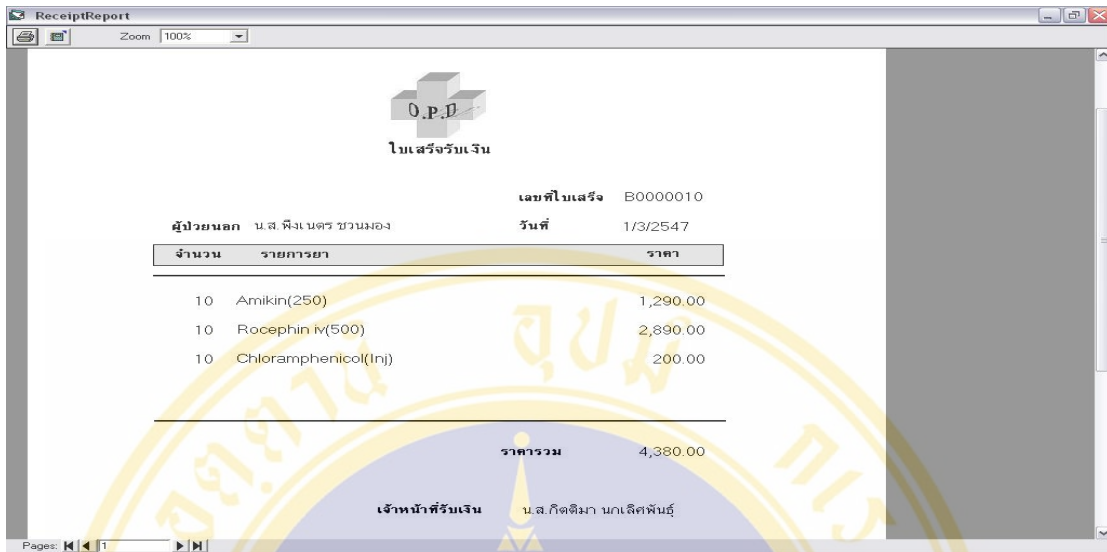 ReceiptReport
Zoom 100%
O.P.D
ใบเสร็จรับเงิน
เลขที่ใบเสร็จ B0000010
ผู้ป่วยนอก น.ส.พึงเนตร ชวนมอง วันที่ 1/3/2547
จำนวน รายการยา ราคา
10 Amikin(250) 1,290.00
10 Rocephin iv(500) 2,890.00
10 Chloramphenicol(Inj) 200.00
ราคารวม 4,380.00
เจ้าหน้าที่รับเงิน น.ส.กิตติมา นกเลิศพันธุ์
Pages: 1